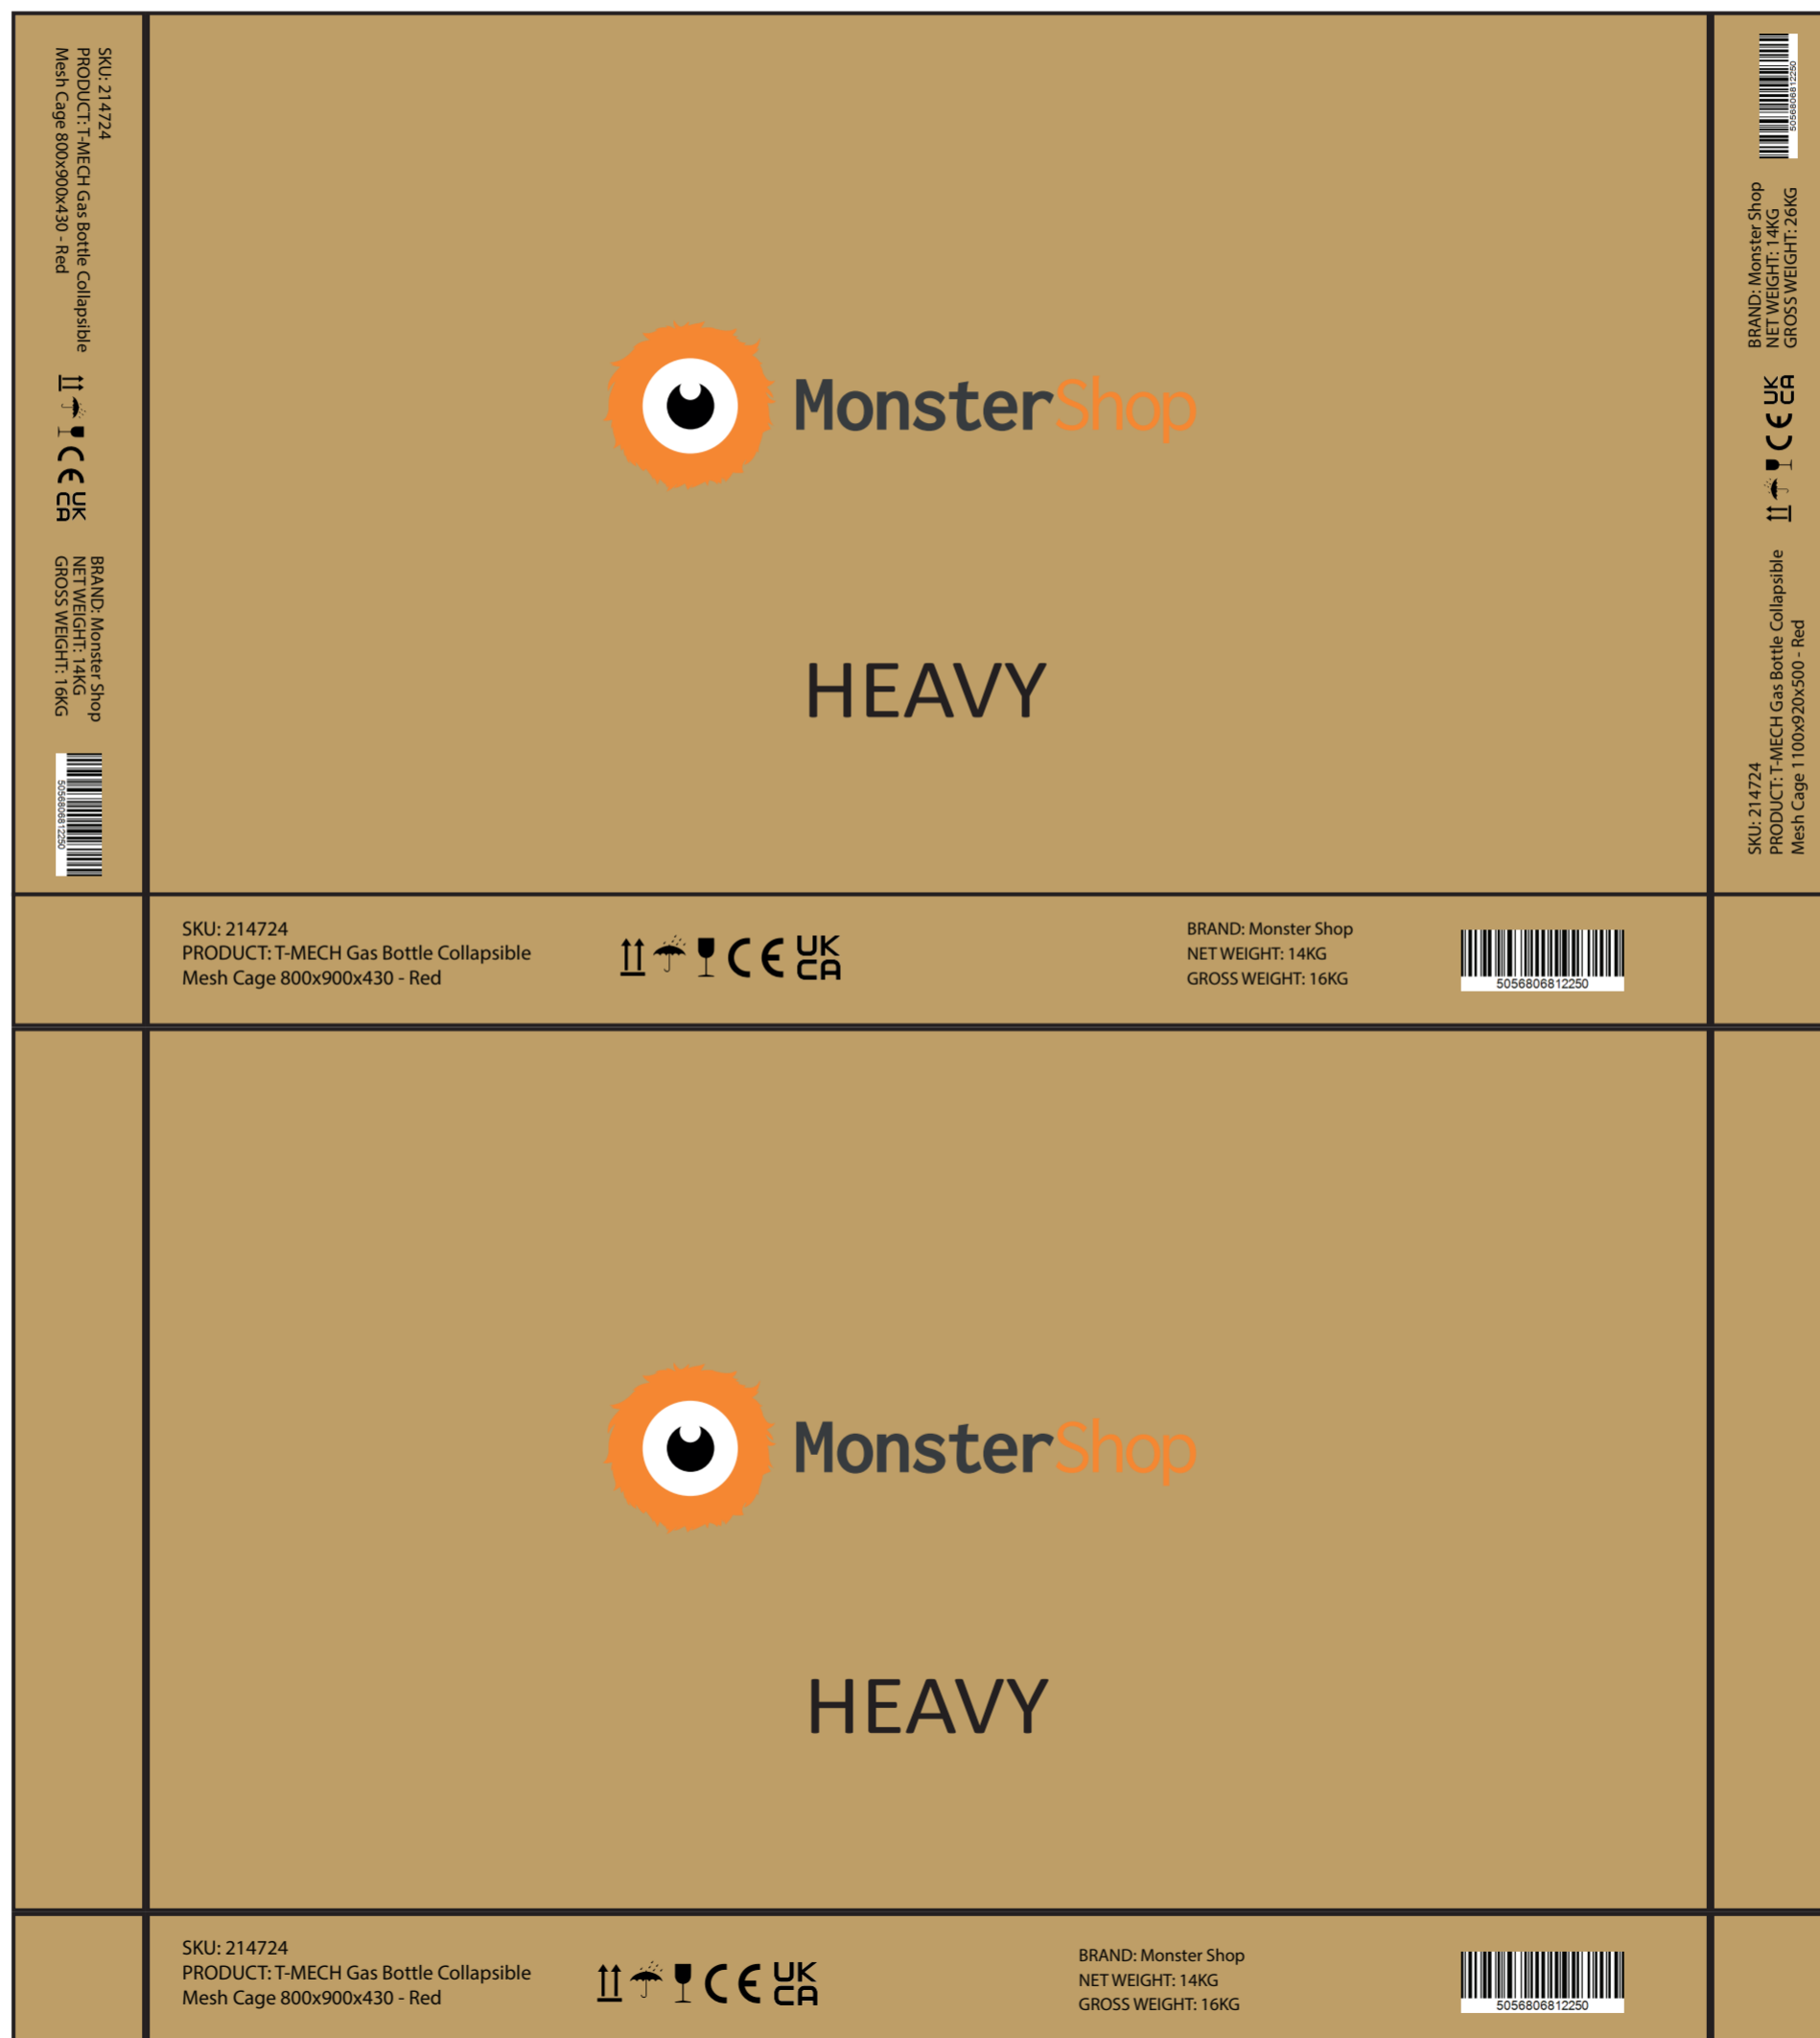 SKU: 214724
PRODUCT: T-MECH Gas Bottle Collapsible
Mesh Cage 800x900x430 - Red
UK
CA
BRAND: Monster Shop
NET WEIGHT: 14KG
GROSS WEIGHT: 16KG
5056806812250
MonsterShop
HEAVY
5056806812250
BRAND: Monster Shop
NET WEIGHT: 14KG
GROSS WEIGHT: 26KG
CE UK
CA
SKU: 214724
PRODUCT: T-MECH Gas Bottle Collapsible
Mesh Cage 1100x920x500 - Red
SKU: 214724
PRODUCT: T-MECH Gas Bottle Collapsible
Mesh Cage 800x900x430 - Red
CE UK
CA
BRAND: Monster Shop
NET WEIGHT: 14KG
GROSS WEIGHT: 16KG
5056806812250
MonsterShop
HEAVY
SKU: 214724
PRODUCT: T-MECH Gas Bottle Collapsible
Mesh Cage 800x900x430 - Red
CE UK
CA
BRAND: Monster Shop
NET WEIGHT: 14KG
GROSS WEIGHT: 16KG
5056806812250